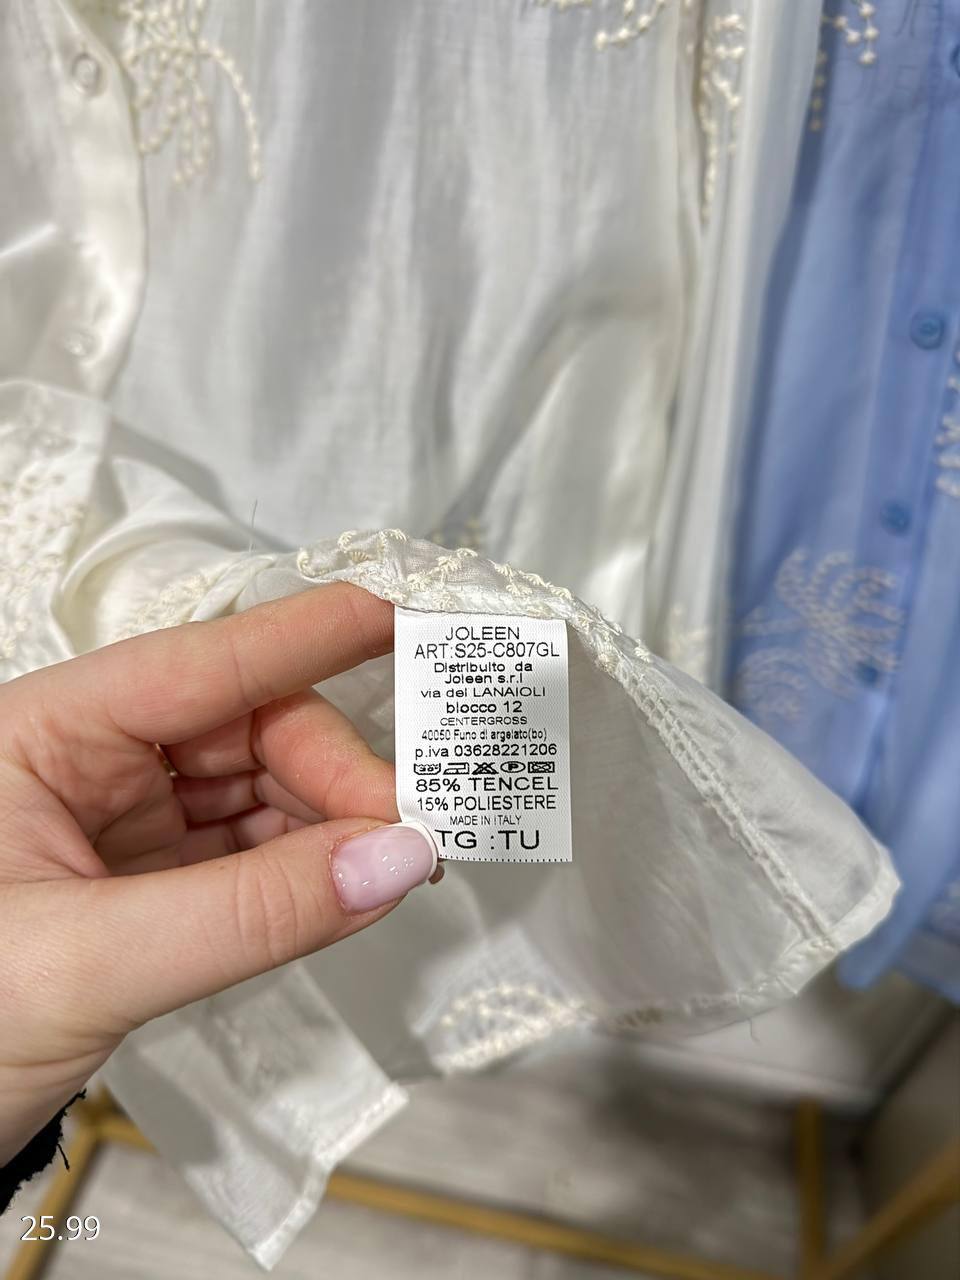 JOLEEN
ART:S25-C807GL
Distribuito da
Joleen s.r.l
via dei LANAIOLI
blocco 12
CENTERGROSS
40050 Funo di argelato(bo)
p.iva 03628221206
85% TENCEL
15% POLIESTERE
MADE IN ITALY
TG :TU
25.99